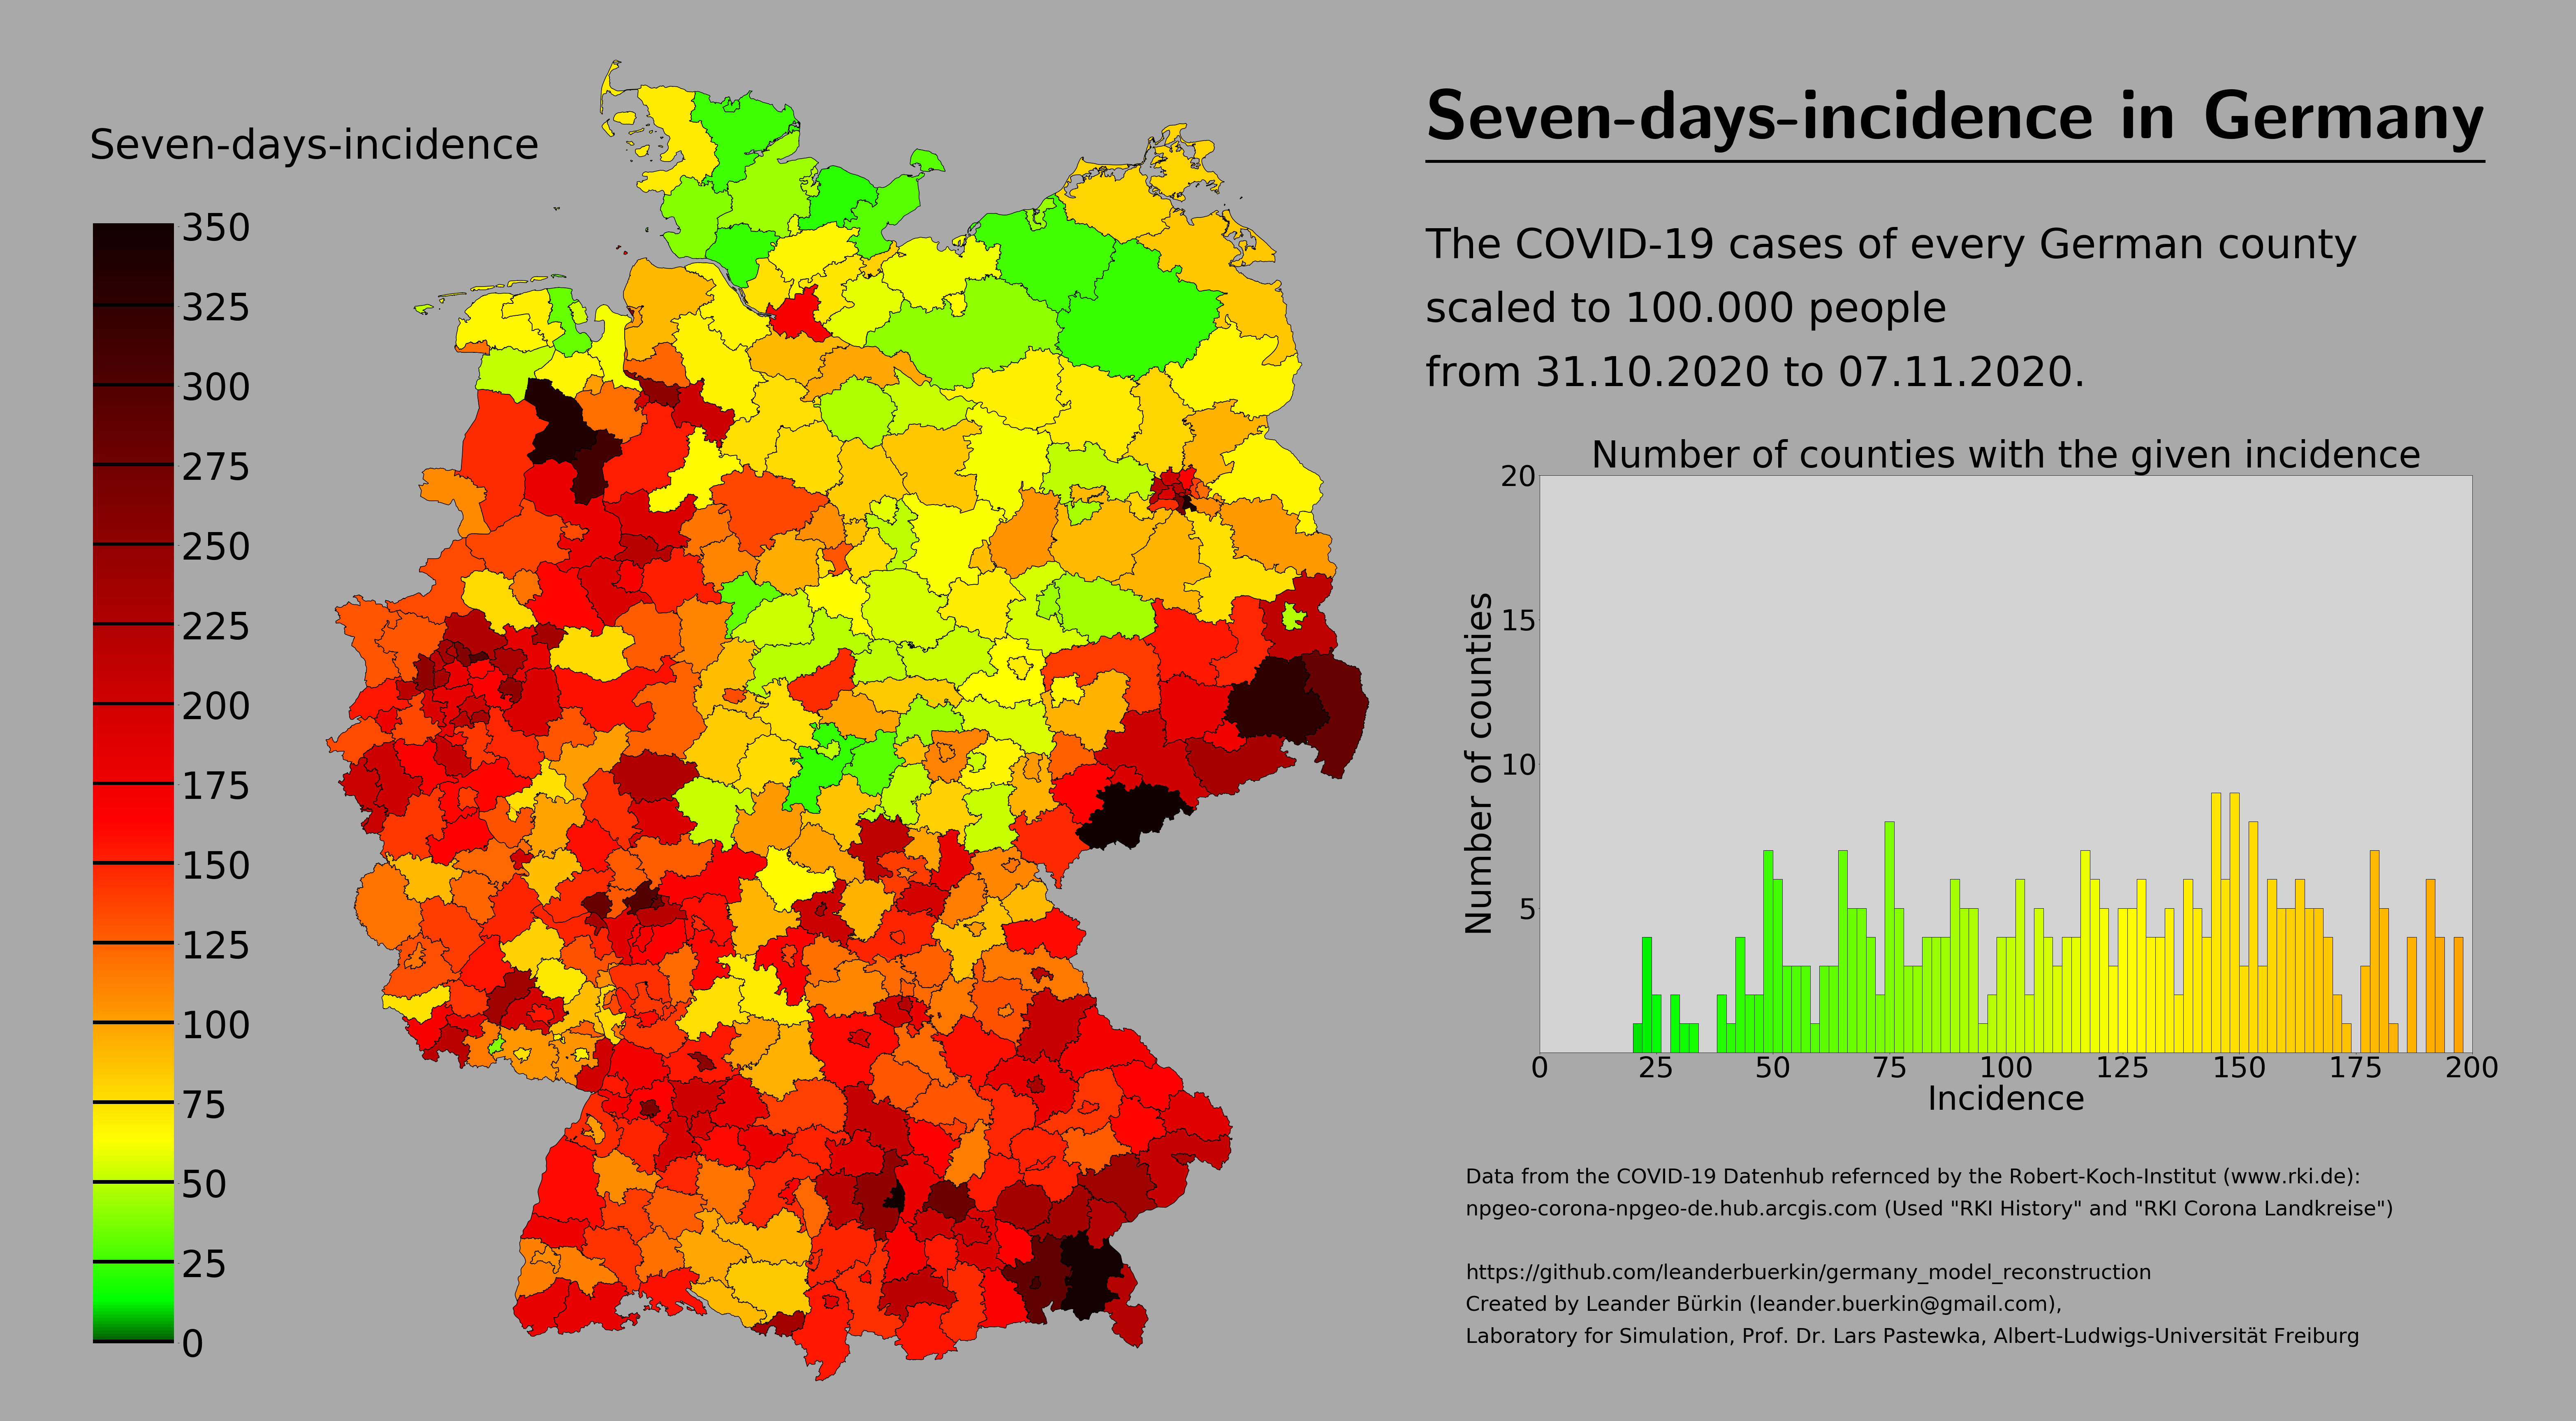 Seven-days-incidence
350
325
300
275
250
225
200
175
150
125
100
75
50
25
0
Seven-days-incidence in Germany
The COVID-19 cases of every German county
scaled to 100.000 people
from 31.10.2020 to 07.11.2020.
Number of counties with the given incidence
20
15
10
5
Number of counties
0 25 50 75 100 125 150 175 200
Incidence
Data from the COVID-19 Datenhub refernced by the Robert-Koch-Institut (www.rki.de):
npgeo-corona-npgeo-de.hub.arcgis.com (Used "RKI History" and "RKI Corona Landkreise")
https://github.com/leanderbuerkin/germany_model_reconstruction
Created by Leander Bürkin (leander.buerkin@gmail.com),
Laboratory for Simulation, Prof. Dr. Lars Pastewka, Albert-Ludwigs-Universität Freiburg